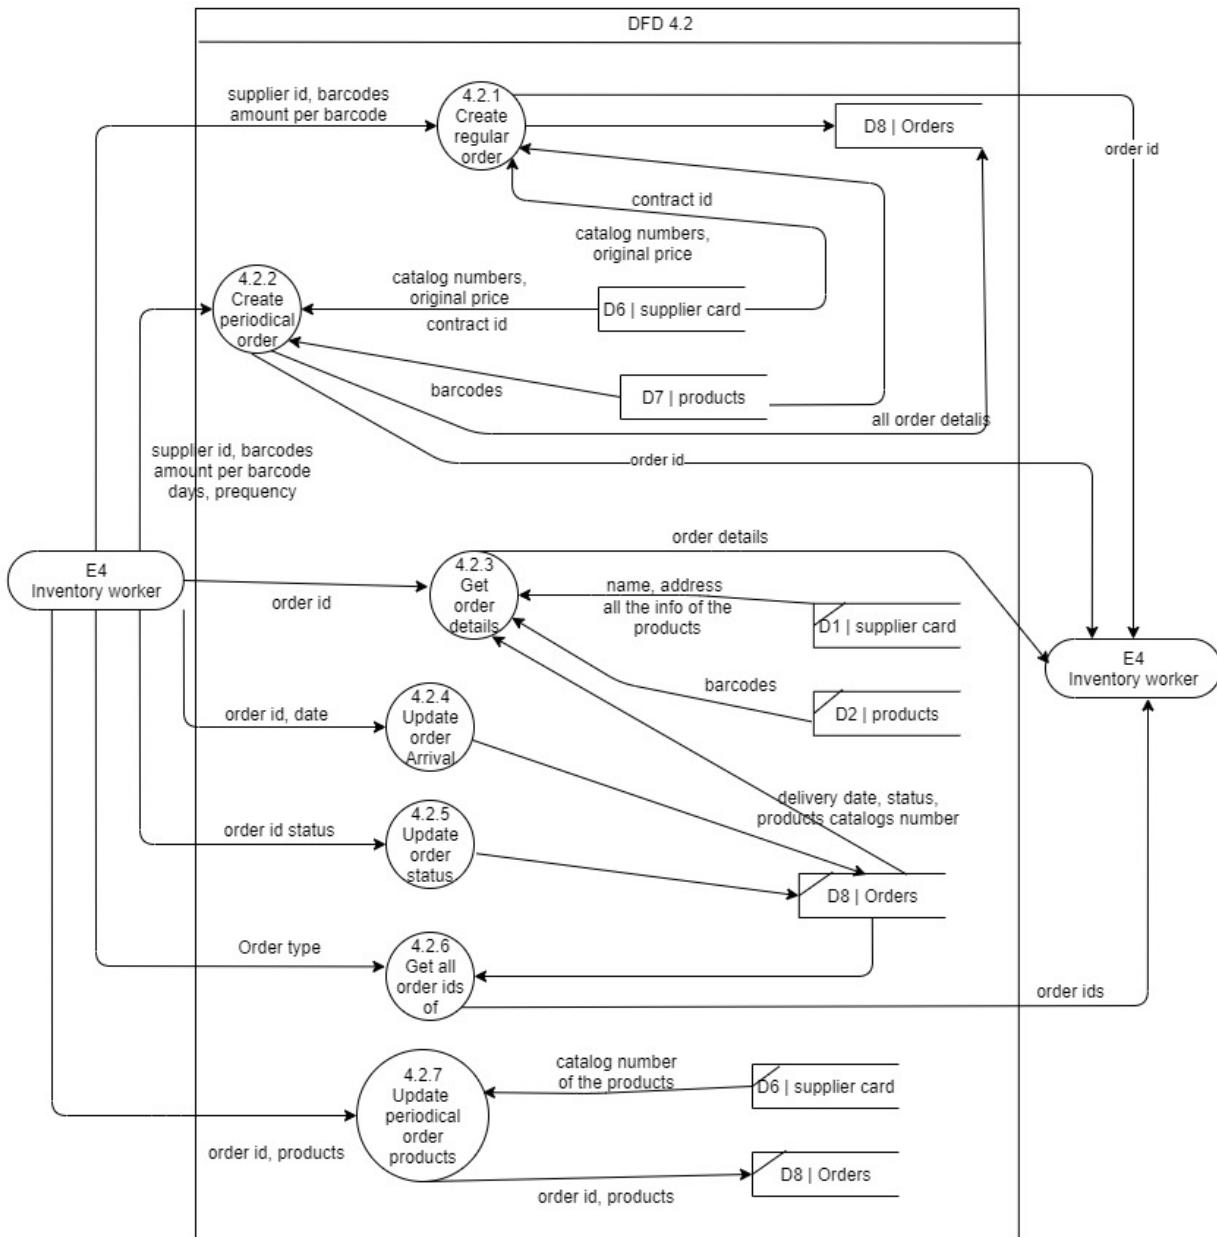 DFD 4.2
supplier id, barcodes
amount per barcode
4.2.1
Create
regular
order
D8 | Orders
order id
contract id
catalog numbers,
original price
4.2.2
Create
periodical
order
catalog numbers,
original price
contract id
D6 | supplier card
barcodes
D7 | products
all order detalis
supplier id, barcodes
amount per barcode
days, prequency
order id
E4
Inventory worker
order id
4.2.3
Get
order
details
order details
name, address
all the info of the
products
D1 | supplier card
E4
Inventory worker
barcodes
D2 | products
order id, date
4.2.4
Update
order
Arrival
delivery date, status,
products catalogs number
order id status
4.2.5
Update
order
status
D8 | Orders
Order type
4.2.6
Get all
order ids
of
order ids
catalog number
of the products
D6 | supplier card
4.2.7
Update
periodical
order
products
order id, products
D8 | Orders
order id, products